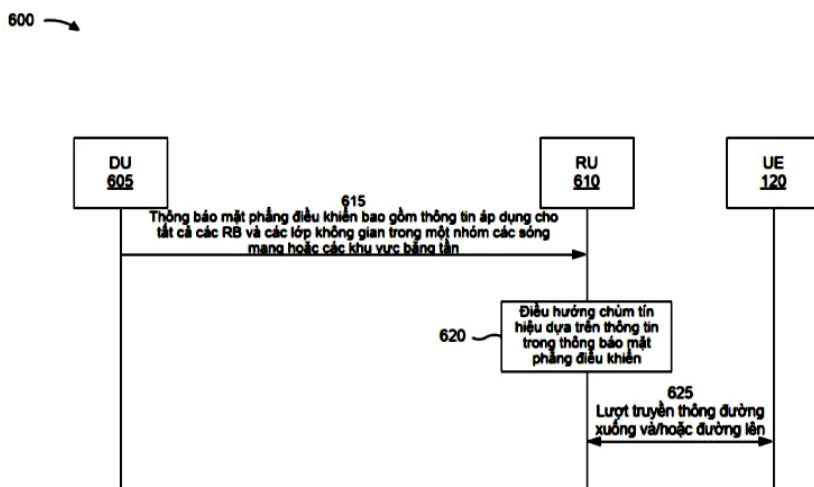 600
DU
605
RU
610
UE
120
615
Thông báo mặt phẳng điều khiển bao gồm thông tin áp dụng cho
tất cả các RB và các lớp không gian trong một nhóm các sóng
mang hoặc các khu vực băng tần
620
Điều hướng chùm tín
hiệu dựa trên thông tin
trong thông báo mặt
phẳng điều khiển
625
Lượt truyền thông đường
xuống và/hoặc đường lên